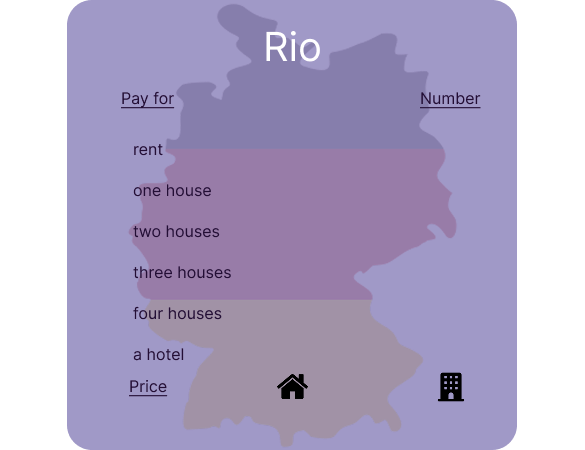 Rio
Pay for Number
rent
one house
two houses
three houses
four houses
a hotel
Price